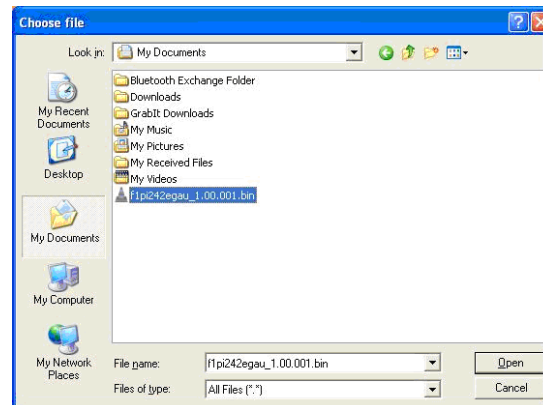 Choose file
Look in:
My Documents
My Recent
Documents
Desktop
My Documents
My Computer
My Network
Places
Bluetooth Exchange Folder
Downloads
GrabIt Downloads
My Music
My Pictures
My Received Files
My Videos
f1pi242egau_1.00.001.bin
File name:
f1pi242egau_1.00.001.bin
Open
Files of type:
All Files (*.*)
Cancel